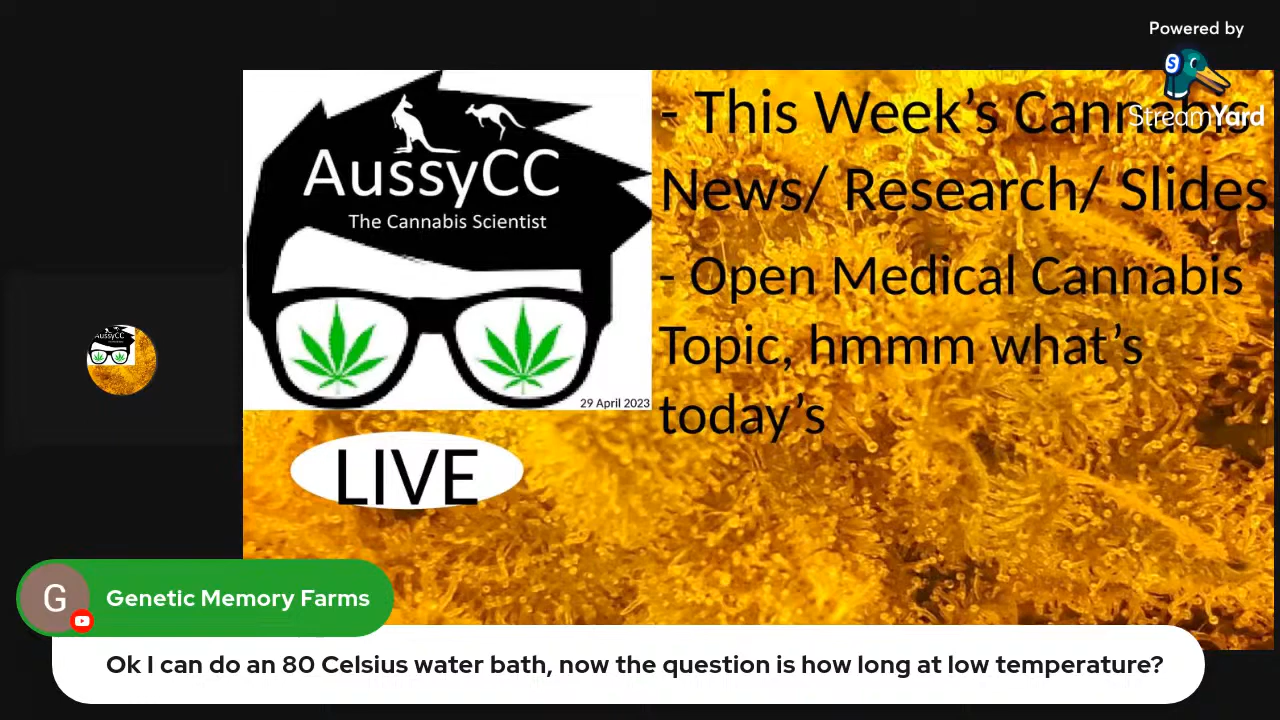 Powered by
StreamYard
AussyCC
The Cannabis Scientist
29 April 2023
LIVE
- This Week's Cannabis
News/ Research/ Slides
- Open Medical Cannabis
Topic, hmmm what's
today's
G
Genetic Memory Farms
Ok I can do an 80 Celsius water bath, now the question is how long at low temperature?